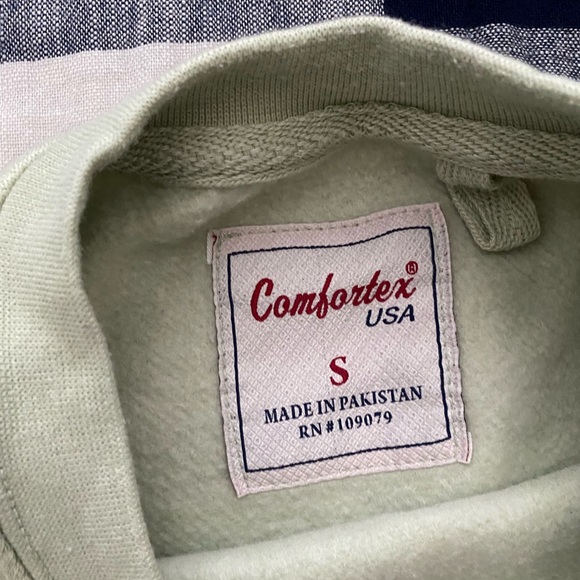 Comfortex®
USA
S
MADE IN PAKISTAN
RN #109079